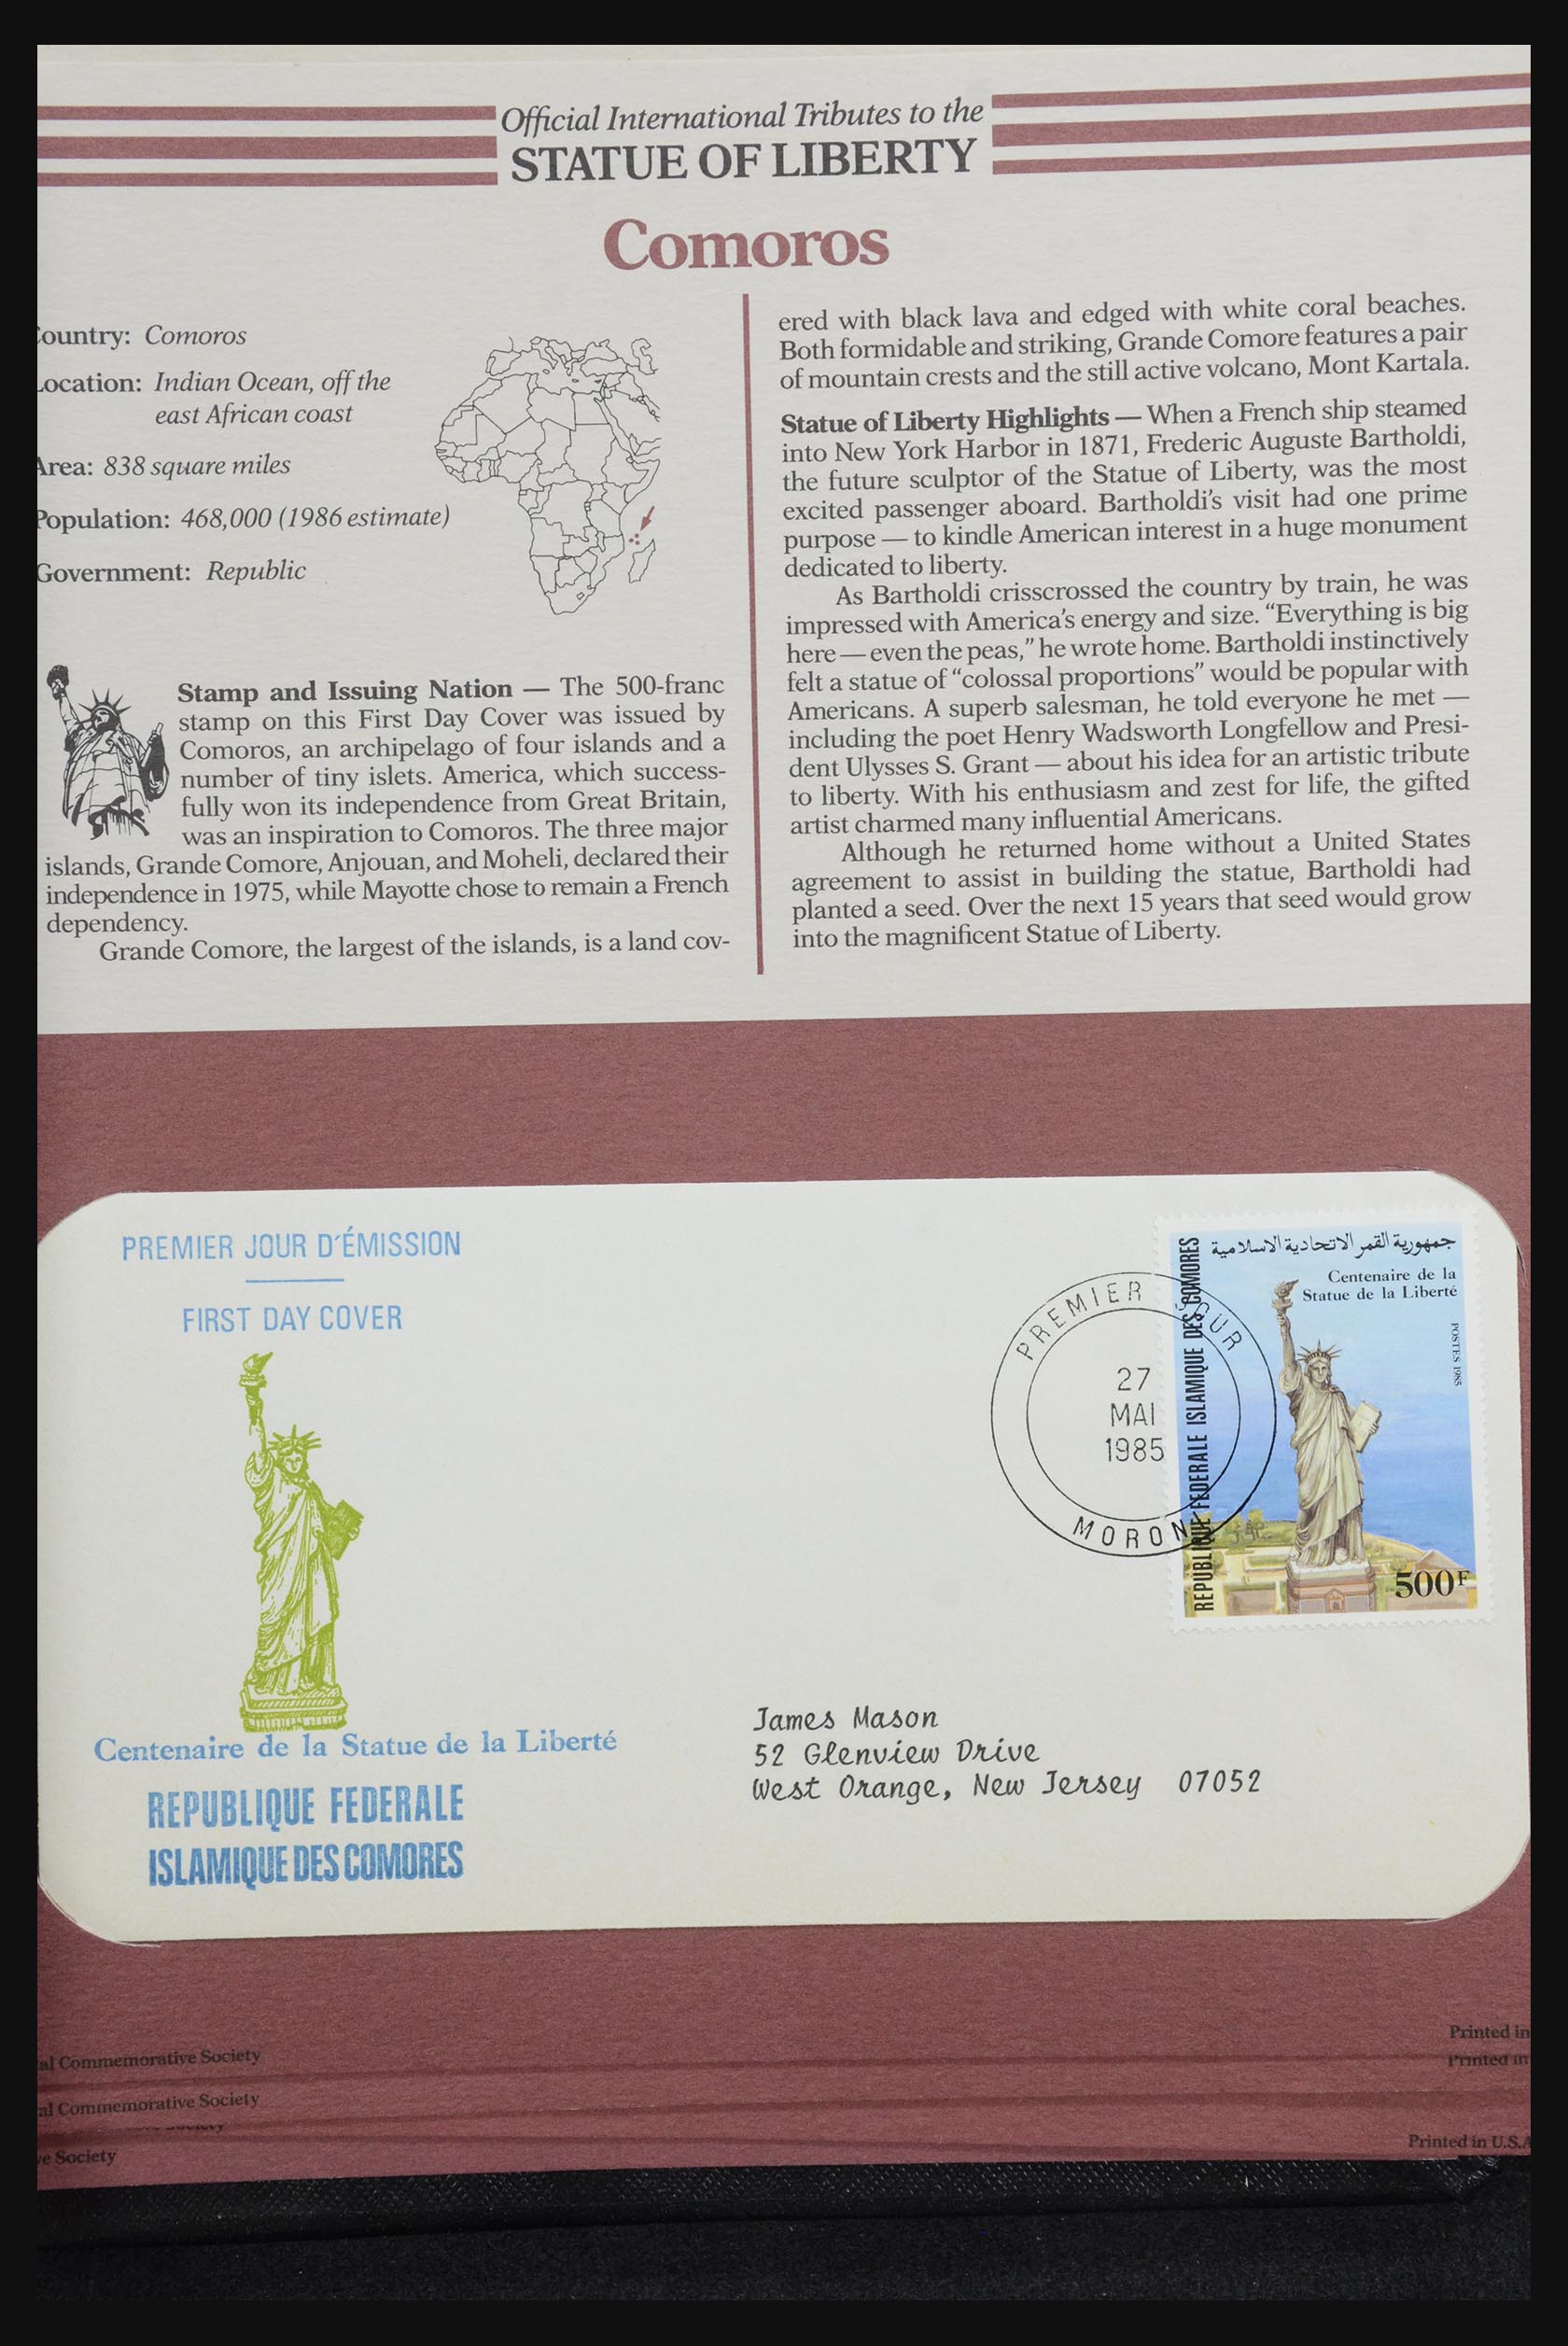 Official International Tributes to the
STATUE OF LIBERTY
Comoros
Country: Comoros
Location: Indian Ocean, off the
east African coast
Area: 838 square miles
Population: 468,000 (1986 estimate)
Government: Republic
Stamp and Issuing Nation — The 500-franc
stamp on this First Day Cover was issued by
Comoros, an archipelago of four islands and a
number of tiny islets. America, which success-
fully won its independence from Great Britain,
was an inspiration to Comoros. The three major
islands, Grande Comore, Anjouan, and Moheli, declared their
independence in 1975, while Mayotte chose to remain a French
dependency.
Grande Comore, the largest of the islands, is a land cov-
ered with black lava and edged with white coral beaches.
Both formidable and striking, Grande Comore features a pair
of mountain crests and the still active volcano, Mont Kartala.
Statue of Liberty Highlights — When a French ship steamed
into New York Harbor in 1871, Frederic Auguste Bartholdi,
the future sculptor of the Statue of Liberty, was the most
excited passenger aboard. Bartholdi's visit had one prime
purpose — to kindle American interest in a huge monument
dedicated to liberty.
As Bartholdi crisscrossed the country by train, he was
impressed with America's energy and size. “Everything is big
here — even the peas,” he wrote home. Bartholdi instinctively
felt a statue of “colossal proportions” would be popular with
Americans. A superb salesman, he told everyone he met —
including the poet Henry Wadsworth Longfellow and Presi-
dent Ulysses S. Grant — about his idea for an artistic tribute
to liberty. With his enthusiasm and zest for life, the gifted
artist charmed many influential Americans.
Although he returned home without a United States
agreement to assist in building the statue, Bartholdi had
planted a seed. Over the next 15 years that seed would grow
into the magnificent Statue of Liberty.
PREMIER JOUR D'ÉMISSION
FIRST DAY COVER
Centenaire de la Statue de la Liberté
REPUBLIQUE FEDERALE
ISLAMIQUE DES COMORES
PREMIER JOUR
27
MAI
1985
MORONI
جمهورية القمر الاتحادية الاسلامية
Centenaire de la
Statue de la Liberté
POSTES 1985
REPUBLIQUE FEDERALE ISLAMIQUE DES COMORES
500F
James Mason
52 Glenview Drive
West Orange, New Jersey 07052
al Commemorative Society
Printed in
Printed in
al Commemorative Society
ve Society
Printed in U.S.A